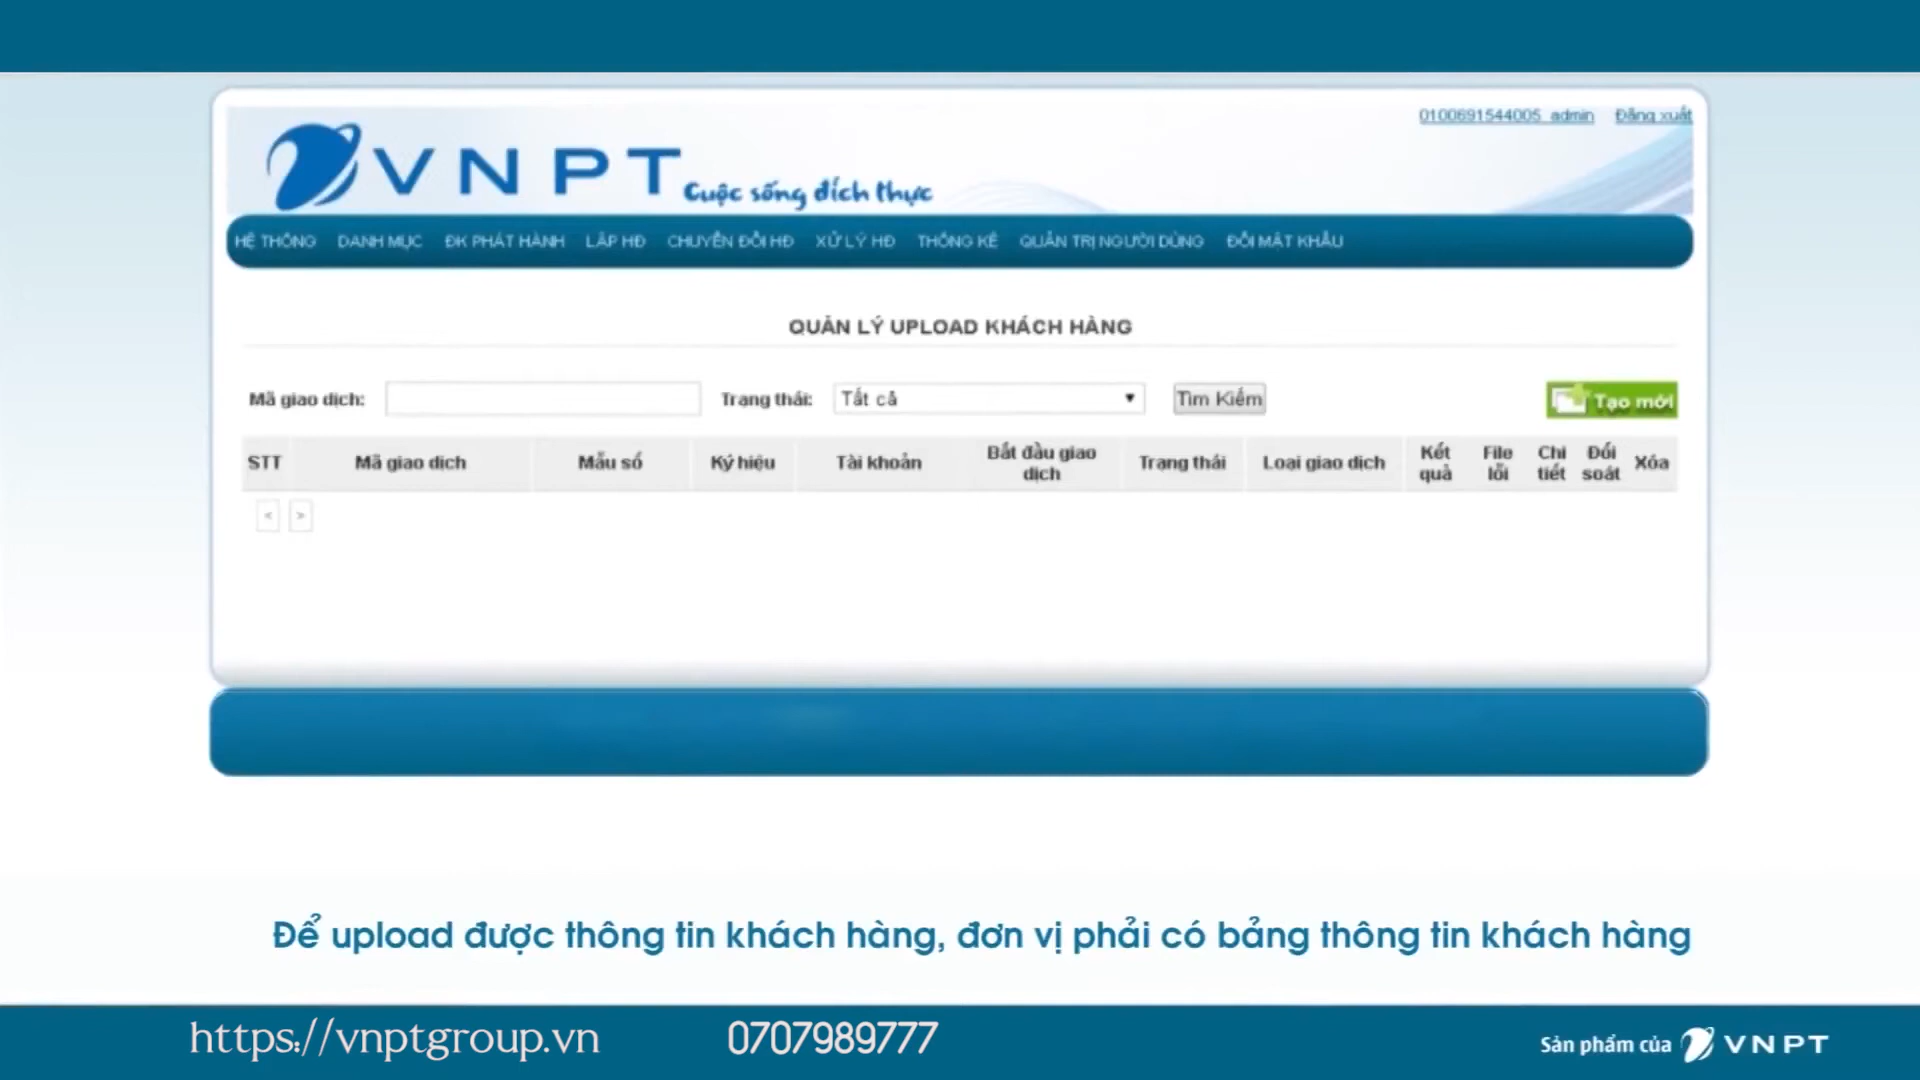 0100691544005_admin Đăng xuất
VNPT Cuộc sống đích thực
HỆ THỐNG DANH MỤC ĐK PHÁT HÀNH LẬP HĐ CHUYỂN ĐỔI HĐ XỬ LÝ HĐ THỐNG KÊ QUẢN TRỊ NGƯỜI DÙNG ĐỔI MẬT KHẨU
QUẢN LÝ UPLOAD KHÁCH HÀNG
Mã giao dịch: Trạng thái: Tất cả Tìm Kiếm Tạo mới
STT Mã giao dịch Mẫu số Ký hiệu Tài khoản Bắt đầu giao dịch Trạng thái Loại giao dịch Kết quả File lỗi Chi tiết Đối soát Xóa
< >
Để upload được thông tin khách hàng, đơn vị phải có bảng thông tin khách hàng
https://vnptgroup.vn 0707989777 Sản phẩm của VNPT